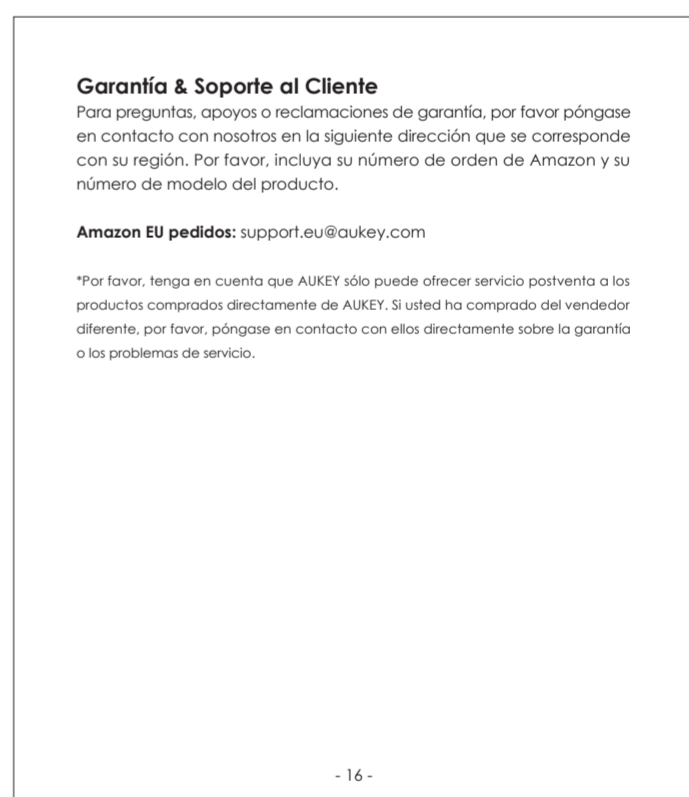 Garantía & Soporte al Cliente
Para preguntas, apoyos o reclamaciones de garantía, por favor póngase
en contacto con nosotros en la siguiente dirección que se corresponde
con su región. Por favor, incluya su número de orden de Amazon y su
número de modelo del producto.
Amazon EU pedidos: support.eu@aukey.com
*Por favor, tenga en cuenta que AUKEY sólo puede ofrecer servicio postventa a los
productos comprados directamente de AUKEY. Si usted ha comprado del vendedor
diferente, por favor, póngase en contacto con ellos directamente sobre la garantía
o los problemas de servicio.
- 16 -